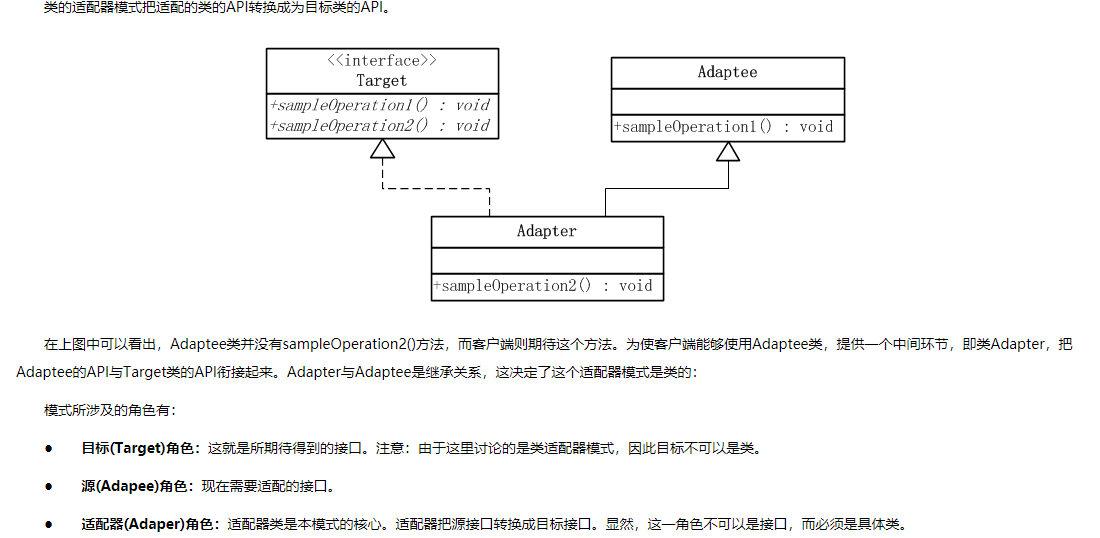 类的适配器模式把适配的类的API转换成为目标类的API。
<<interface>>
Target
+sampleOperation1() : void
+sampleOperation2() : void
Adaptee
+sampleOperation1() : void
Adapter
+sampleOperation2() : void
在上图中可以看出，Adaptee类并没有sampleOperation2()方法，而客户端则期待这个方法。为使客户端能够使用Adaptee类，提供一个中间环节，即类Adapter，把
Adaptee的API与Target类的API衔接起来。Adapter与Adaptee是继承关系，这决定了这个适配器模式是类的：
模式所涉及的角色有：
● 目标(Target)角色：这就是所期待得到的接口。注意：由于这里讨论的是类适配器模式，因此目标不可以是类。
● 源(Adapee)角色：现在需要适配的接口。
● 适配器(Adaper)角色：适配器类是本模式的核心。适配器把源接口转换成目标接口。显然，这一角色不可以是接口，而必须是具体类。